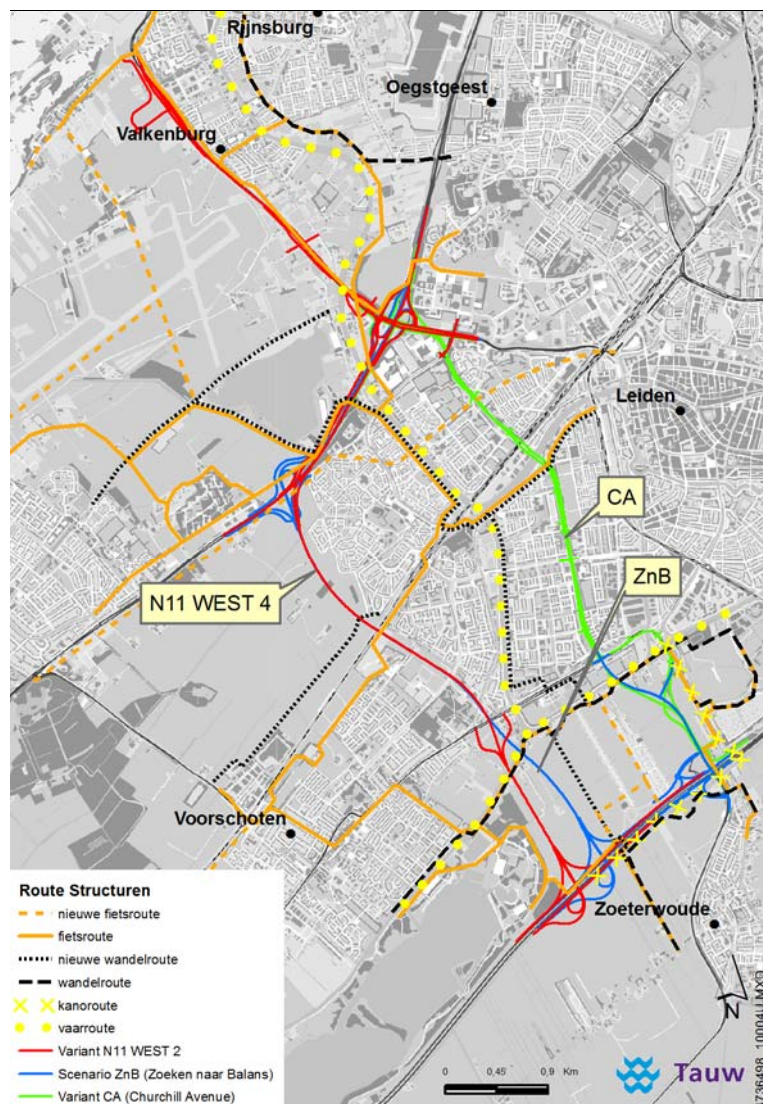 Rijnsburg
Oegstgeest
Valkenburg
Leiden
CA
ZnB
N11 WEST 4
Voorschoten
Zoeterwoude
Route Structuren
nieuwe fietsroute
fietsroute
nieuwe wandelroute
wandelroute
kanoroute
vaarroute
Variant N11 WEST 2
Scenario ZnB (Zoeken naar Balans)
Variant CA (Churchill Avenue)
0 0,45 0,9 Km
N
Tauw